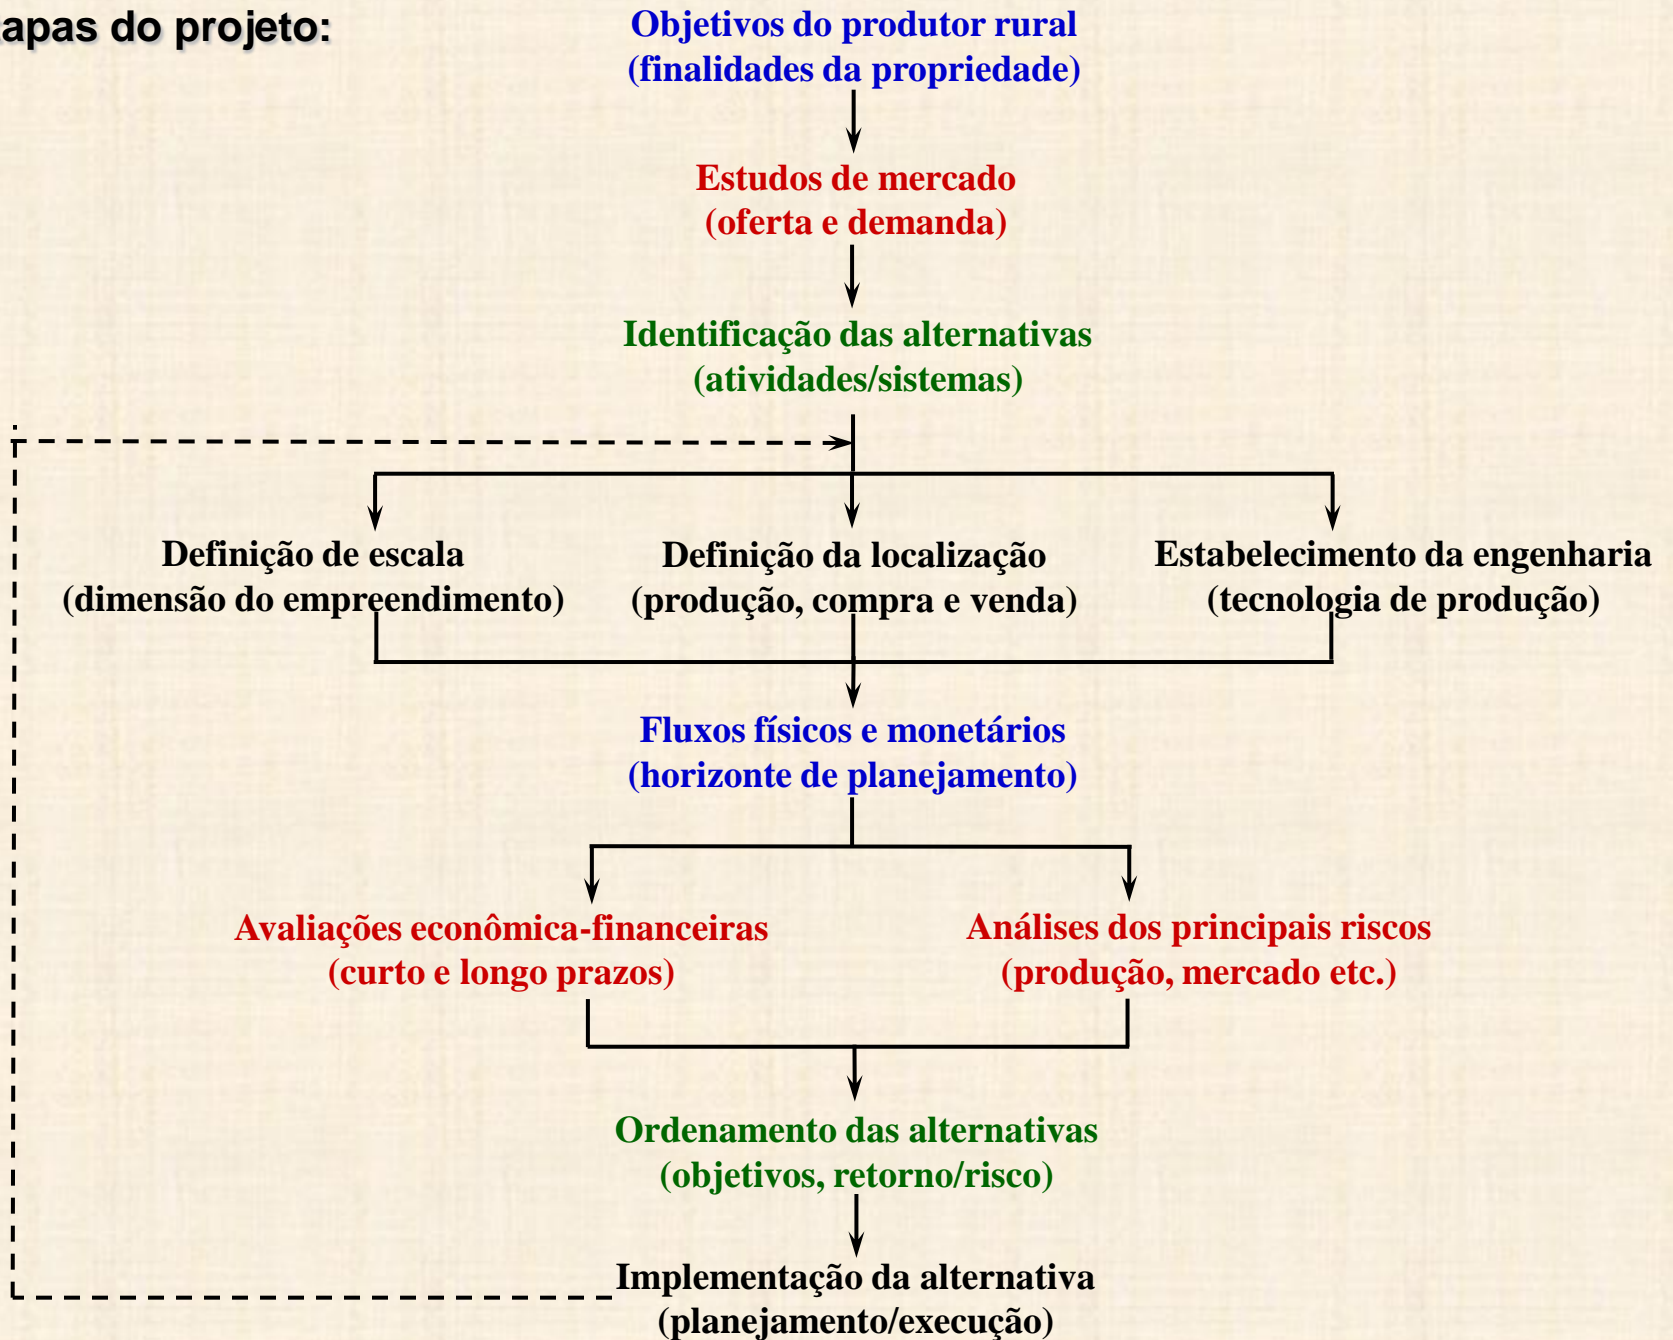 apas do projeto:
Objetivos do produtor rural
(finalidades da propriedade)
Estudos de mercado
(oferta e demanda)
Identificação das alternativas
(atividades/sistemas)
Definição de escala
(dimensão do empreendimento)
Definição da localização
(produção, compra e venda)
Estabelecimento da engenharia
(tecnologia de produção)
Fluxos físicos e monetários
(horizonte de planejamento)
Avaliações econômica-financeiras
(curto e longo prazos)
Análises dos principais riscos
(produção, mercado etc.)
Ordenamento das alternativas
(objetivos, retorno/risco)
Implementação da alternativa
(planejamento/execução)